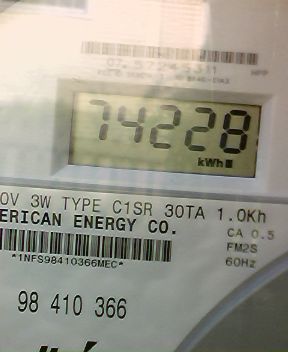 74228
kWh
0V 3W TYPE C1SR 30TA 1.0Kh
ERICAN ENERGY CO.
CA 0.5
FM2S
60Hz
*1NFS98410366MEC*
98 410 366